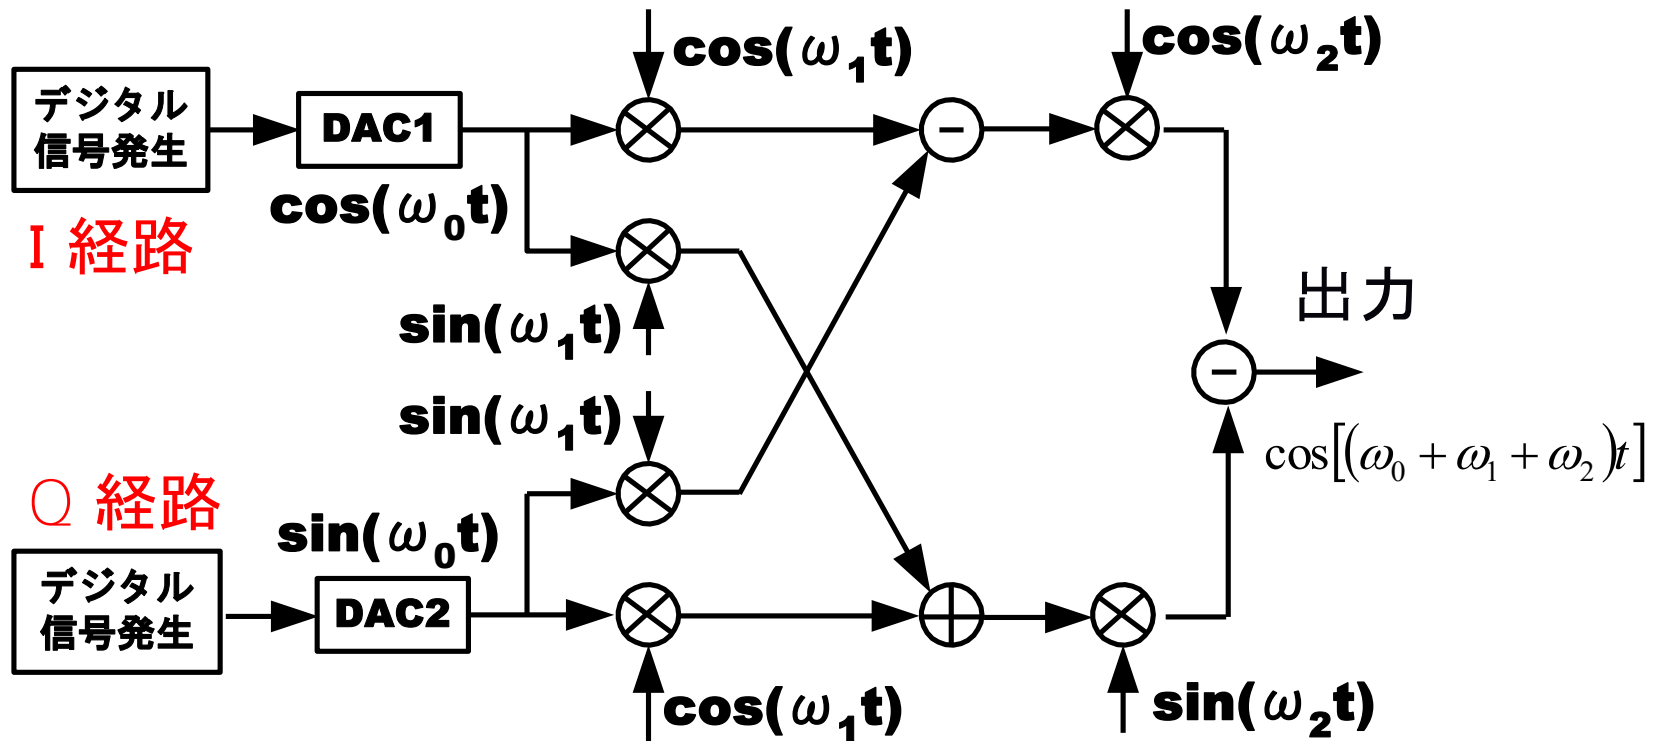 cos(ω₁t)
cos(ω₂t)
デジタル
信号発生
DAC1
cos(ω₀t)
I 経路
sin(ω₁t)
出力
sin(ω₁t)
cos[(ω₀ + ω₁ + ω₂)t]
Q 経路
sin(ω₀t)
デジタル
信号発生
DAC2
cos(ω₁t)
sin(ω₂t)